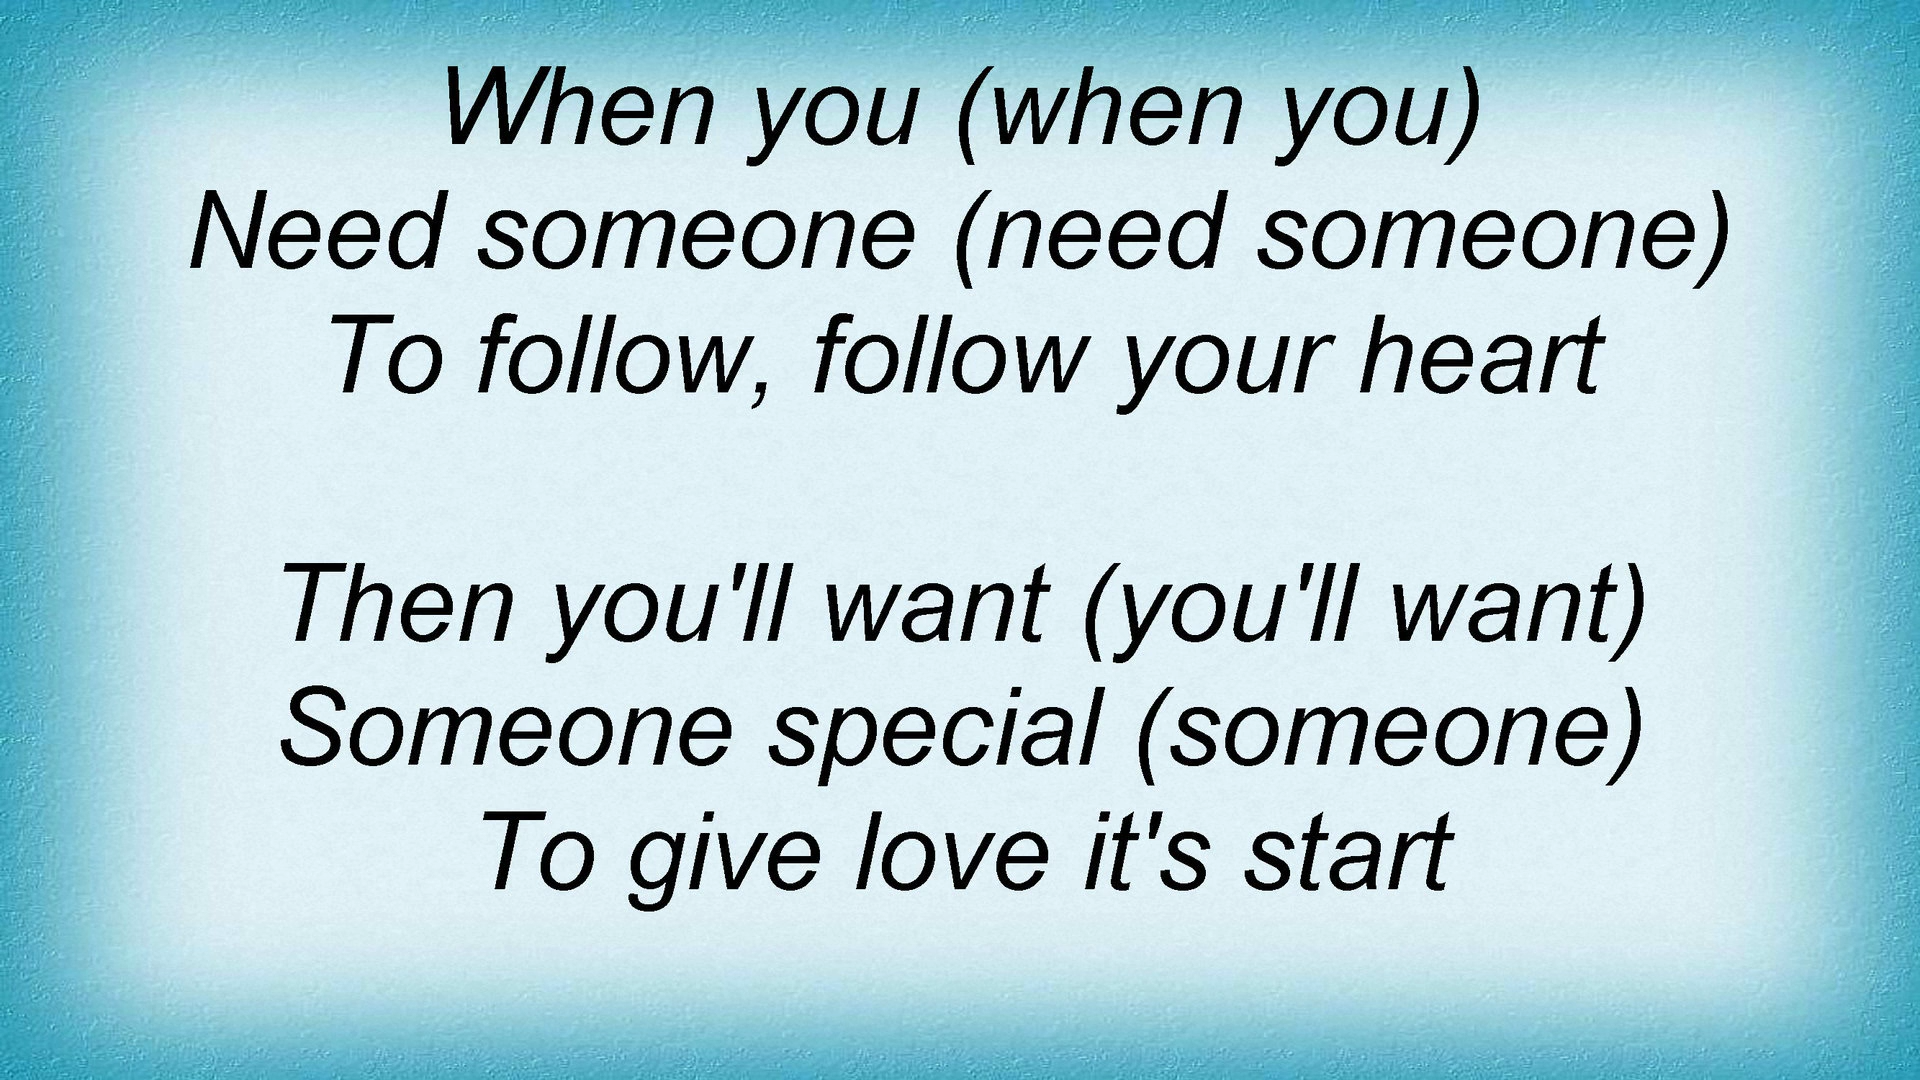 When you (when you)
Need someone (need someone)
To follow, follow your heart
Then you'll want (you'll want)
Someone special (someone)
To give love it's start